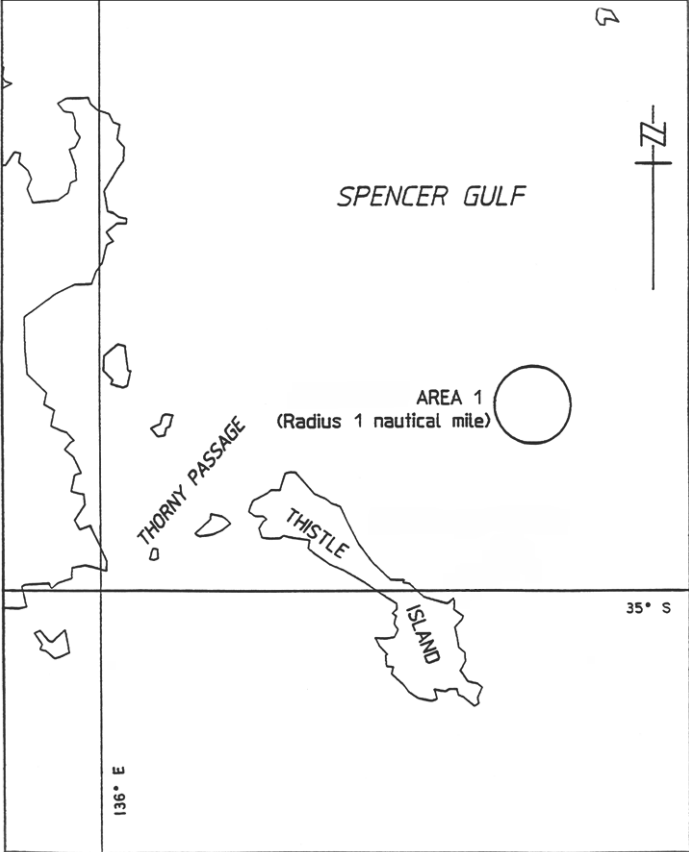 N
SPENCER GULF
AREA 1
(Radius 1 nautical mile)
THORNY PASSAGE
THISTLE
ISLAND
35° S
136° E